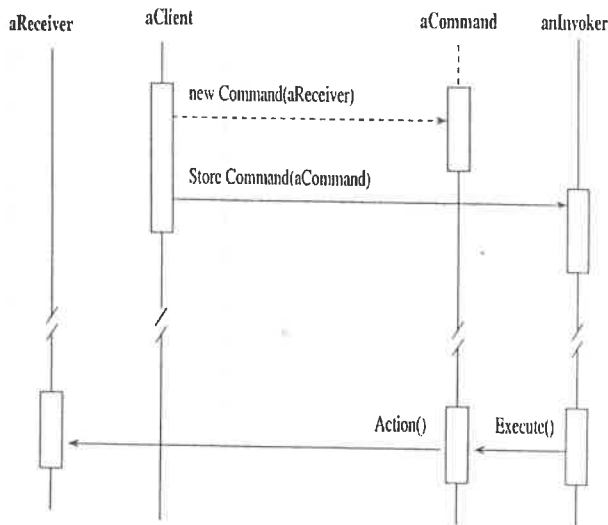 aReceiver
aClient
aCommand
anInvoker
new Command(aReceiver)
Store Command(aCommand)
Action()
Execute()